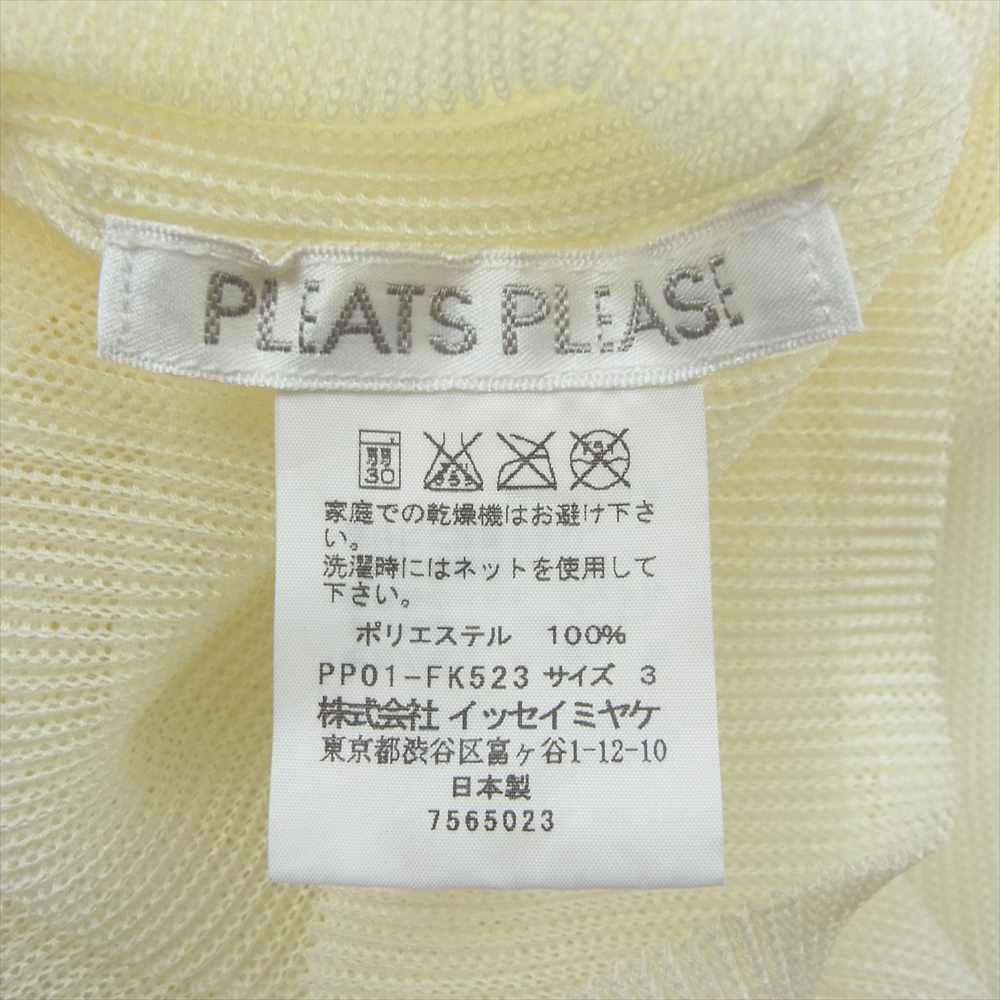 PLEATS PLEASE
弱
30
家庭での乾燥機はお避け下さ
い。
洗濯時にはネットを使用して
下さい。
ポリエステル 100%
PP01-FK523 サイズ 3
株式会社 イッセイミヤケ
東京都渋谷区富ヶ谷1-12-10
日本製
7565023